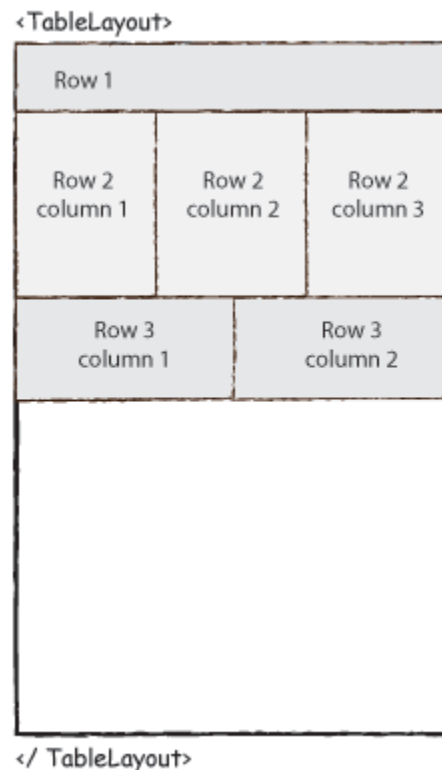 <TableLayout>
Row 1
Row 2
column 1
Row 2
column 2
Row 2
column 3
Row 3
column 1
Row 3
column 2
</ TableLayout>